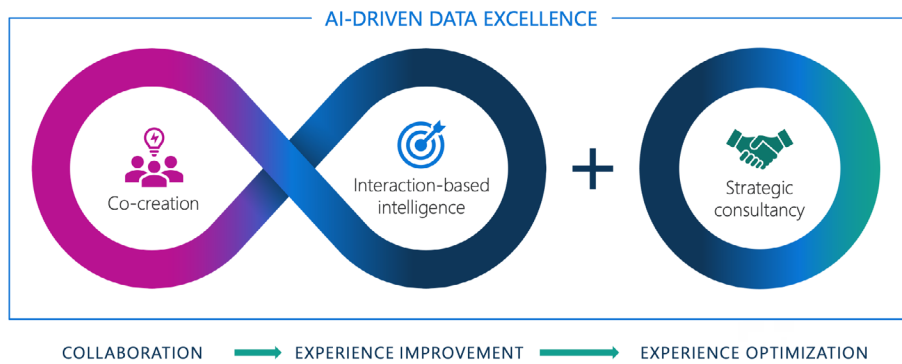 AI-DRIVEN DATA EXCELLENCE
Co-creation
Interaction-based
intelligence
+
Strategic
consultancy
COLLABORATION
EXPERIENCE IMPROVEMENT
EXPERIENCE OPTIMIZATION